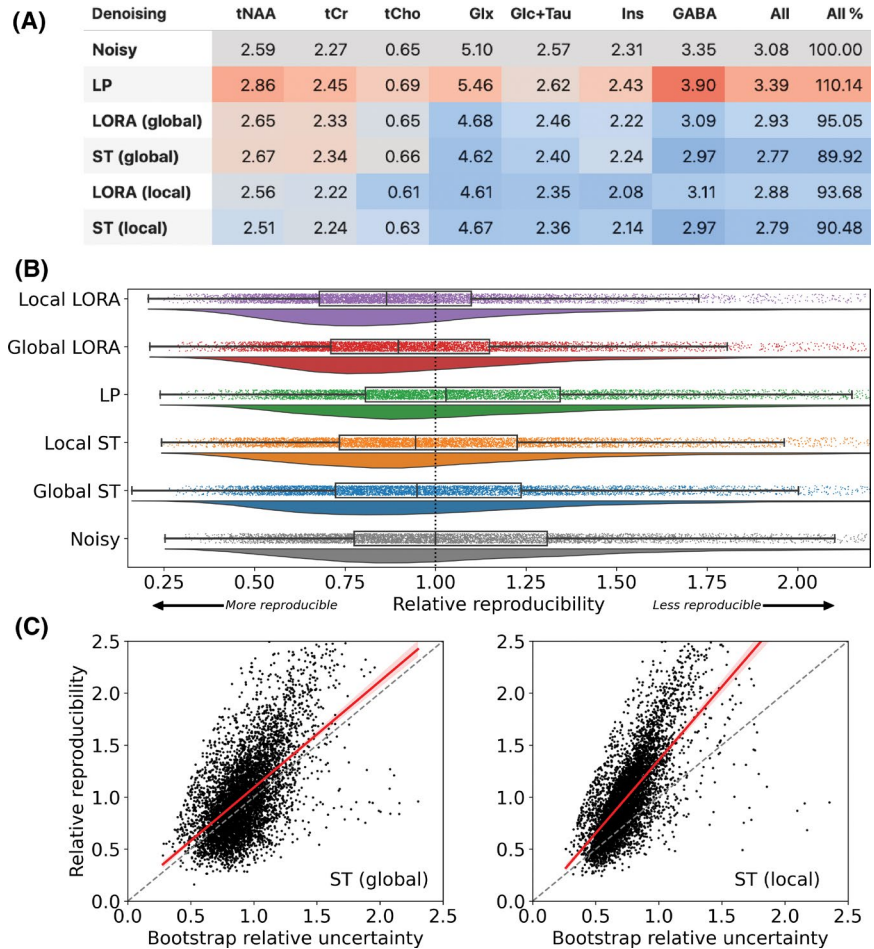 (A)
Denoising tNAA tCr tCho Glx Glc+Tau Ins GABA All All %
Noisy 2.59 2.27 0.65 5.10 2.57 2.31 3.35 3.08 100.00
LP 2.86 2.45 0.69 5.46 2.62 2.43 3.90 3.39 110.14
LORA (global) 2.65 2.33 0.65 4.68 2.46 2.22 3.09 2.93 95.05
ST (global) 2.67 2.34 0.66 4.62 2.40 2.24 2.97 2.77 89.92
LORA (local) 2.56 2.22 0.61 4.61 2.35 2.08 3.11 2.88 93.68
ST (local) 2.51 2.24 0.63 4.67 2.36 2.14 2.97 2.79 90.48
(B)
Local LORA
Global LORA
LP
Local ST
Global ST
Noisy
0.25 0.50 0.75 1.00 1.25 1.50 1.75 2.00
More reproducible Relative reproducibility Less reproducible
(C)
Relative reproducibility
2.5
2.0
1.5
1.0
0.5
0.0
ST (global)
0.0 0.5 1.0 1.5 2.0 2.5
Bootstrap relative uncertainty
2.5
2.0
1.5
1.0
0.5
0.0
ST (local)
0.0 0.5 1.0 1.5 2.0 2.5
Bootstrap relative uncertainty